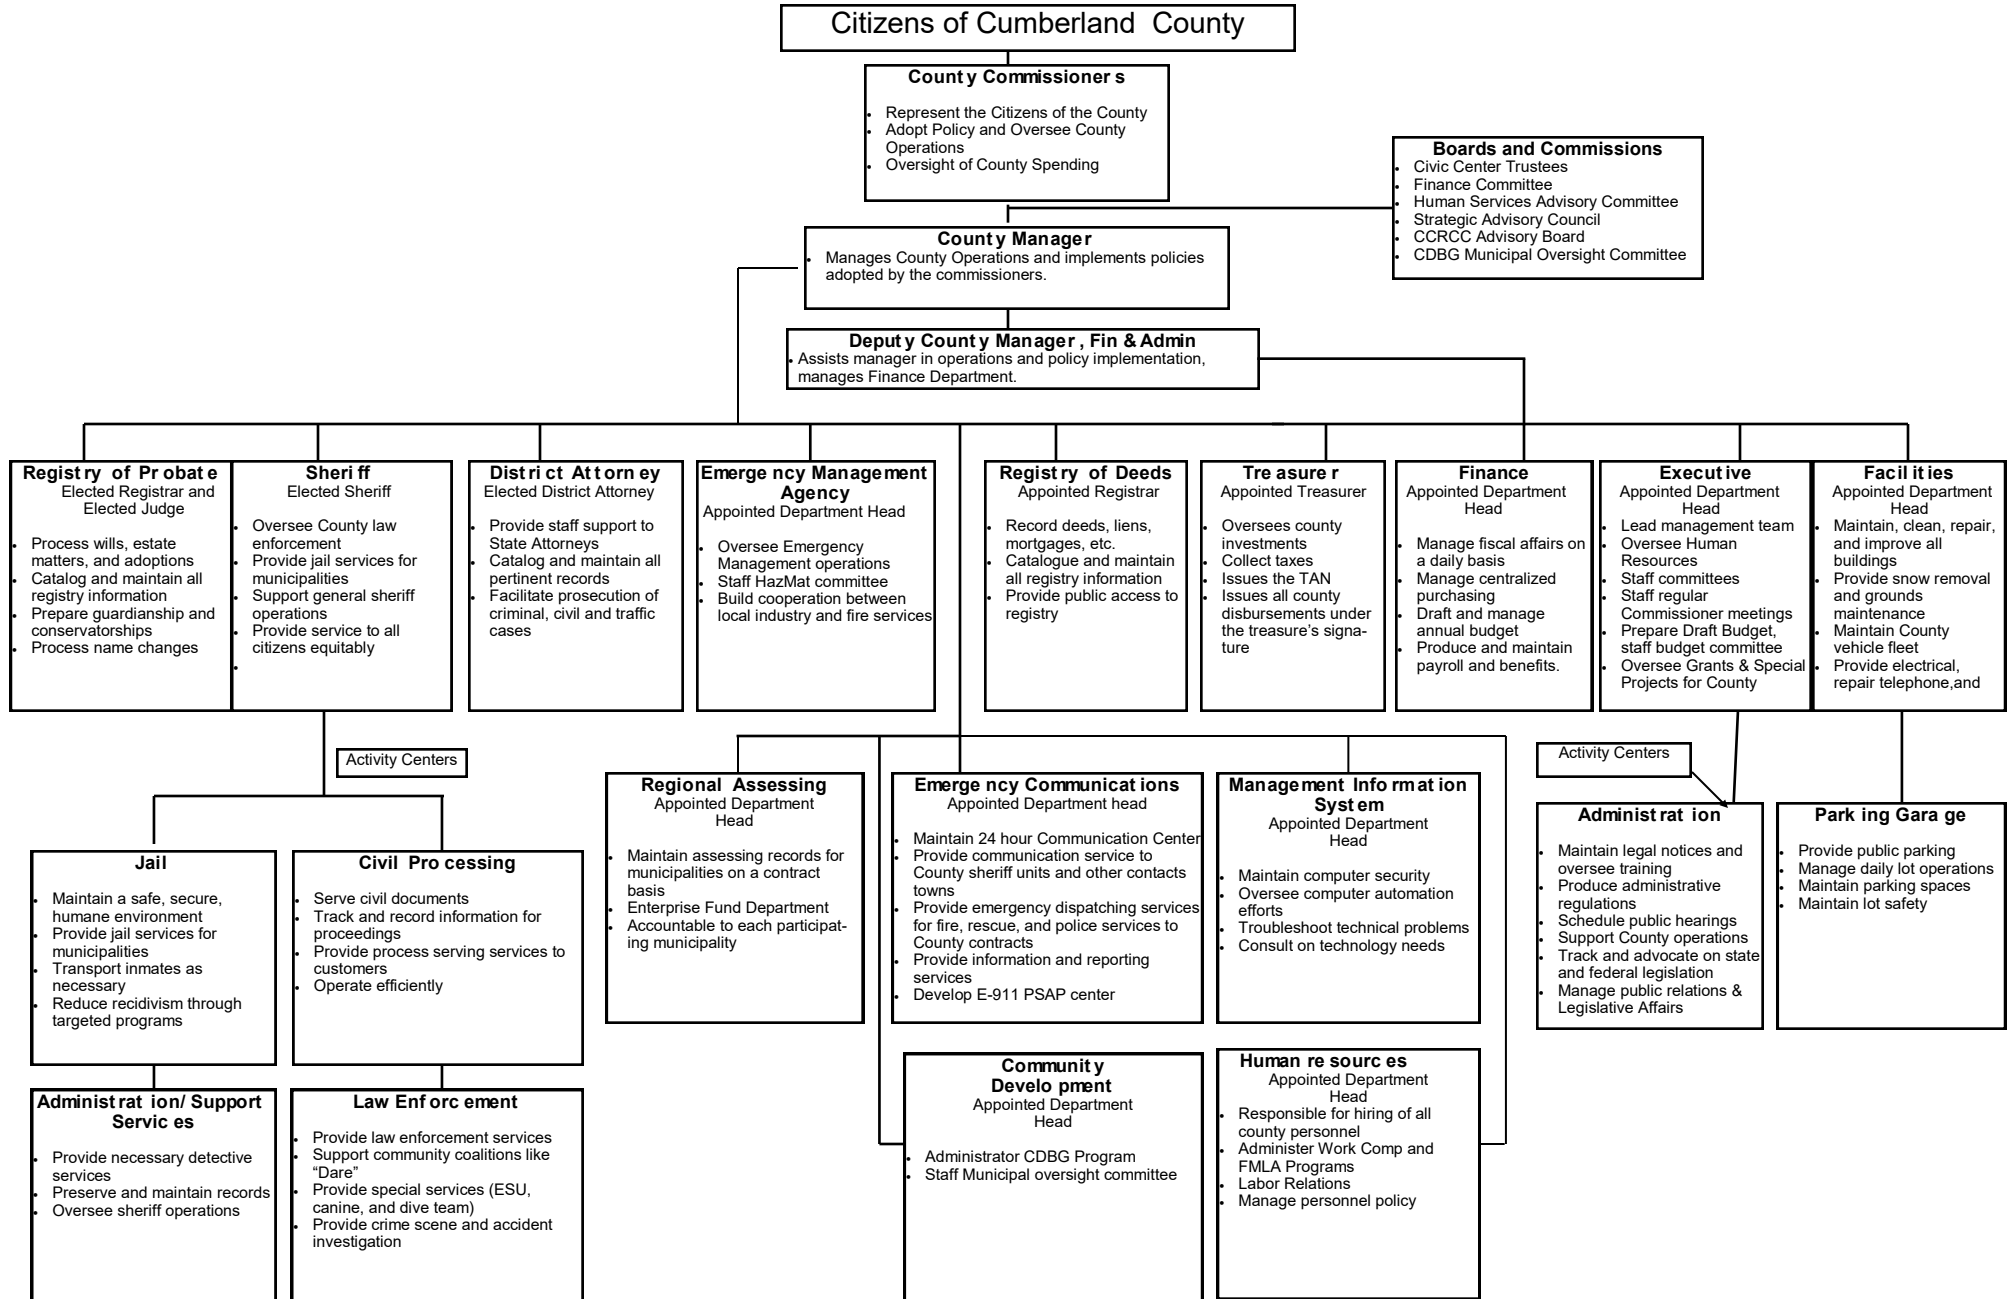 Citizens of Cumberland County
County Commissioners
Represent the Citizens of the County
Adopt Policy and Oversee County
Operations
Oversight of County Spending
Boards and Commissions
Civic Center Trustees
Finance Committee
Human Services Advisory Committee
Strategic Advisory Council
CCRCC Advisory Board
CDBG Municipal Oversight Committee
County Manager
Manages County Operations and implements policies
adopted by the commissioners.
Deputy County Manager, Fin & Admin
Assists manager in operations and policy implementation,
manages Finance Department.
Registry of Probate
Elected Registrar and
Elected Judge
Process wills, estate
matters, and adoptions
Catalog and maintain all
registry information
Prepare guardianship and
conservatorships
Process name changes
Sheriff
Elected Sheriff
Oversee County law
enforcement
Provide jail services for
municipalities
Support general sheriff
operations
Provide service to all
citizens equitably
District Attorney
Elected District Attorney
Provide staff support to
State Attorneys
Catalog and maintain all
pertinent records
Facilitate prosecution of
criminal, civil and traffic
cases
Emergency Management
Agency
Appointed Department Head
Oversee Emergency
Management operations
Staff HazMat committee
Build cooperation between
local industry and fire services
Registry of Deeds
Appointed Registrar
Record deeds, liens,
mortgages, etc.
Catalogue and maintain
all registry information
Provide public access to
registry
Treasurer
Appointed Treasurer
Oversees county
investments
Collect taxes
Issues the TAN
Issues all county
disbursements under
the treasure’s signa-
ture
Finance
Appointed Department
Head
Manage fiscal affairs on
a daily basis
Manage centralized
purchasing
Draft and manage
annual budget
Produce and maintain
payroll and benefits.
Executive
Appointed Department
Head
Lead management team
Oversee Human
Resources
Staff committees
Staff regular
Commissioner meetings
Prepare Draft Budget,
staff budget committee
Oversee Grants & Special
Projects for County
Facilities
Appointed Department
Head
Maintain, clean, repair,
and improve all
buildings
Provide snow removal
and grounds
maintenance
Maintain County
vehicle fleet
Provide electrical,
repair telephone,and
Activity Centers
Activity Centers
Regional Assessing
Appointed Department
Head
Maintain assessing records for
municipalities on a contract
basis
Enterprise Fund Department
Accountable to each participat-
ing municipality
Emergency Communications
Appointed Department head
Maintain 24 hour Communication Center
Provide communication service to
County sheriff units and other contacts
towns
Provide emergency dispatching services
for fire, rescue, and police services to
County contracts
Provide information and reporting
services
Develop E-911 PSAP center
Management Information
System
Appointed Department
Head
Maintain computer security
Oversee computer automation
efforts
Troubleshoot technical problems
Consult on technology needs
Administration
Maintain legal notices and
oversee training
Produce administrative
regulations
Schedule public hearings
Support County operations
Track and advocate on state
and federal legislation
Manage public relations &
Legislative Affairs
Parking Garage
Provide public parking
Manage daily lot operations
Maintain parking spaces
Maintain lot safety
Jail
Maintain a safe, secure,
humane environment
Provide jail services for
municipalities
Transport inmates as
necessary
Reduce recidivism through
targeted programs
Civil Processing
Serve civil documents
Track and record information for
proceedings
Provide process serving services to
customers
Operate efficiently
Administration/Support
Services
Provide necessary detective
services
Preserve and maintain records
Oversee sheriff operations
Law Enforcement
Provide law enforcement services
Support community coalitions like
“Dare”
Provide special services (ESU,
canine, and dive team)
Provide crime scene and accident
investigation
Community
Development
Appointed Department
Head
Administrator CDBG Program
Staff Municipal oversight committee
Human resources
Appointed Department
Head
Responsible for hiring of all
county personnel
Administer Work Comp and
FMLA Programs
Labor Relations
Manage personnel policy